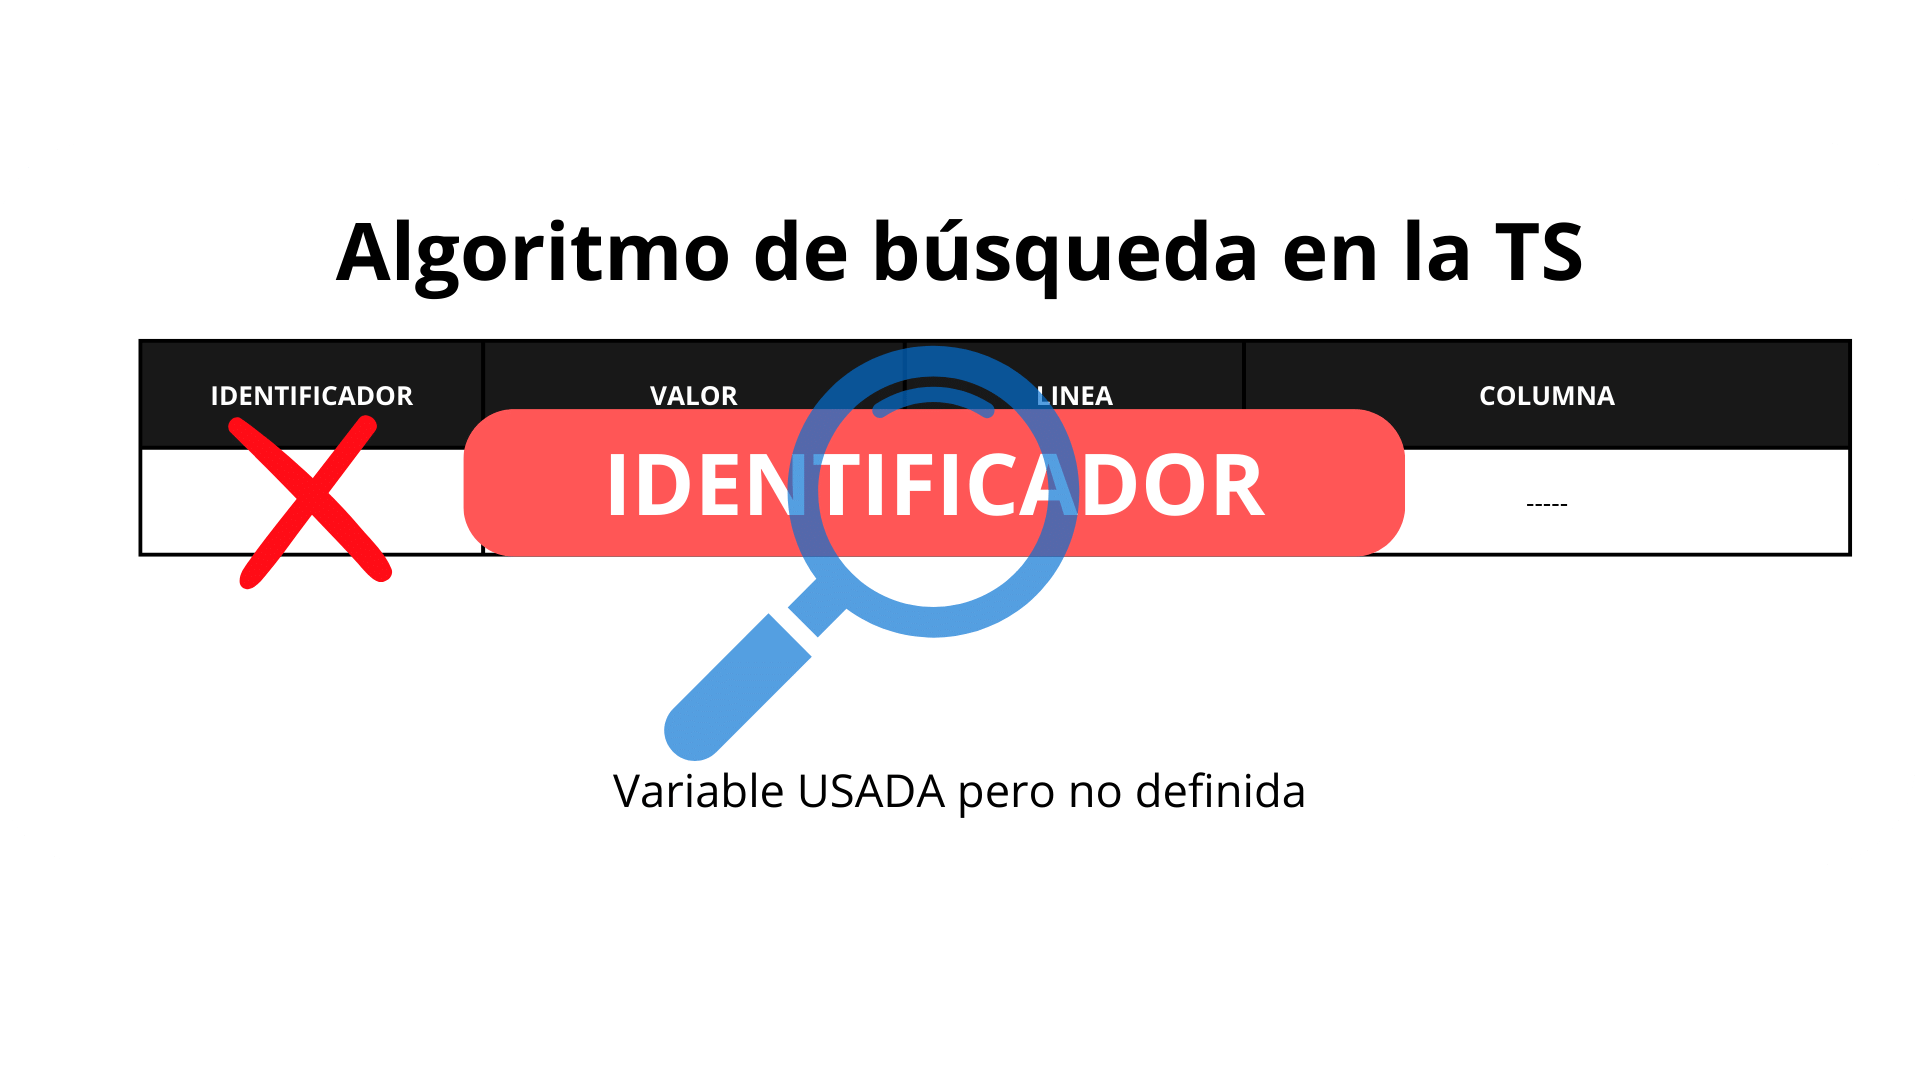 Algoritmo de búsqueda en la TS
IDENTIFICADOR VALOR LINEA COLUMNA
IDENTIFICADOR
-----
Variable USADA pero no definida